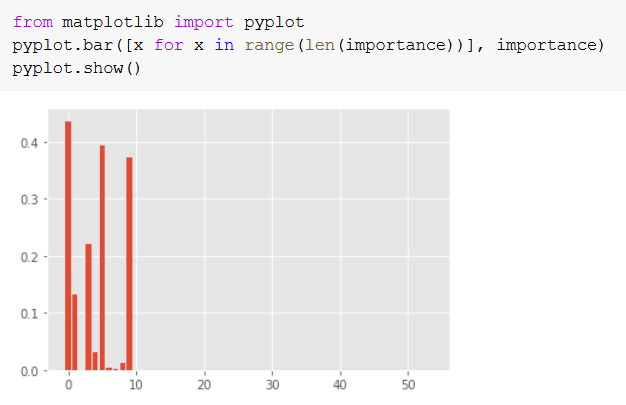 from matplotlib import pyplot
pyplot.bar([x for x in range(len(importance))], importance)
pyplot.show()
0.4
0.3
0.2
0.1
0.0
0 10 20 30 40 50